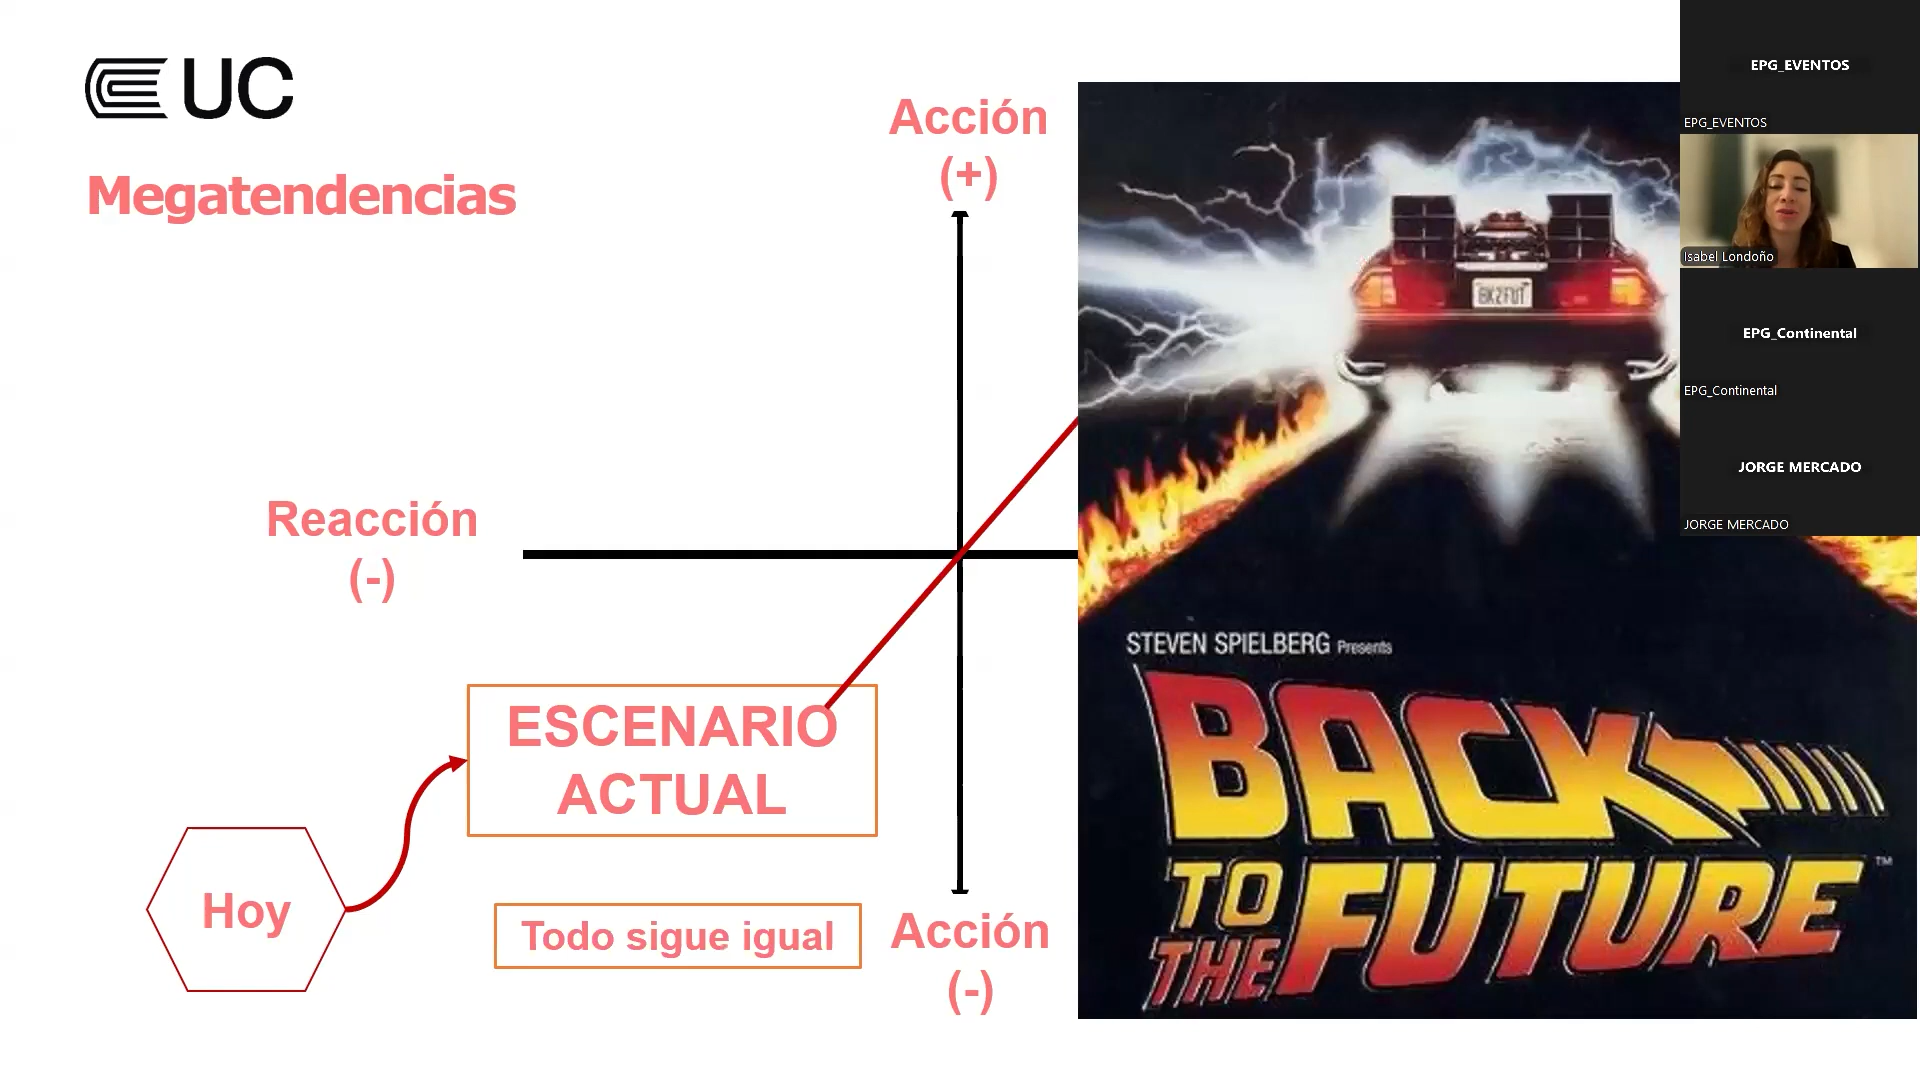 UC
Megatendencias
Acción
(+)
Reacción
(-)
ESCENARIO
ACTUAL
Hoy
Todo sigue igual
Acción
(-)
BK2FUT
STEVEN SPIELBERG Presents
BACK
TO THE FUTURE™
EPG_EVENTOS
EPG_EVENTOS
Isabel Londoño
EPG_Continental
EPG_Continental
JORGE MERCADO
JORGE MERCADO